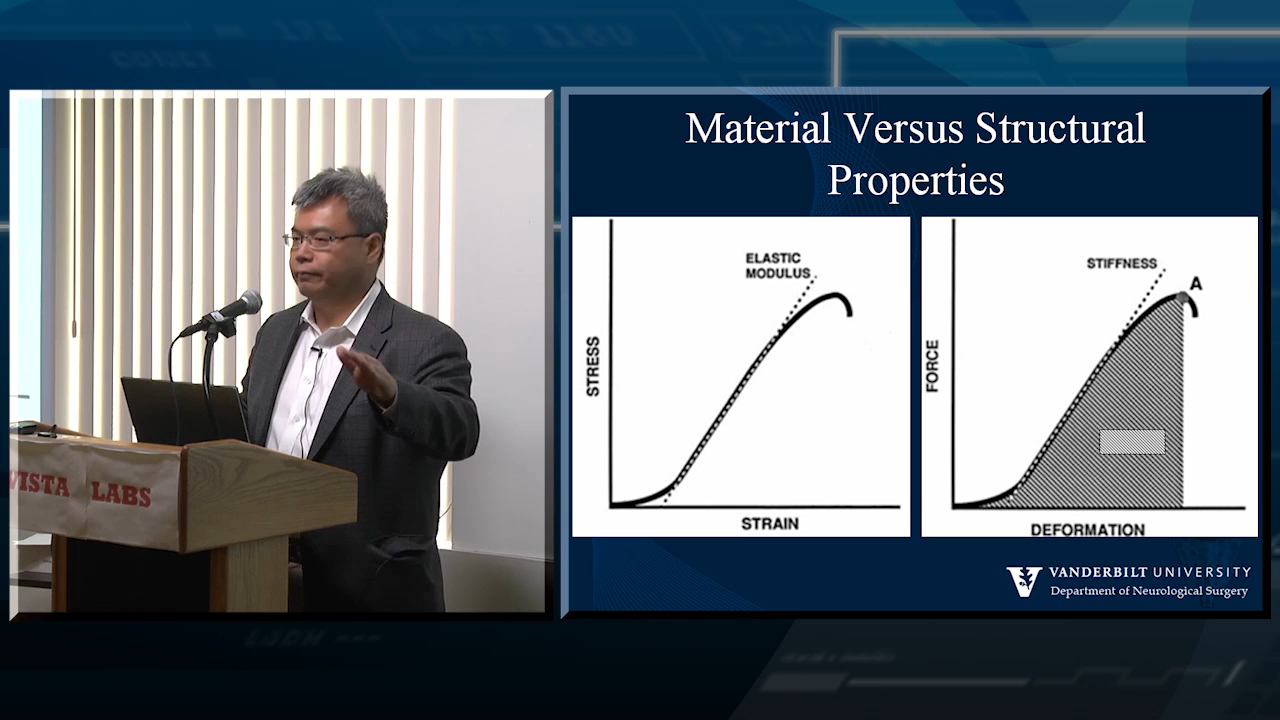 VISTA LABS
Material Versus Structural
Properties
ELASTIC
MODULUS
STRESS
STRAIN
STIFFNESS
A
FORCE
DEFORMATION
VANDERBILT UNIVERSITY
Department of Neurological Surgery